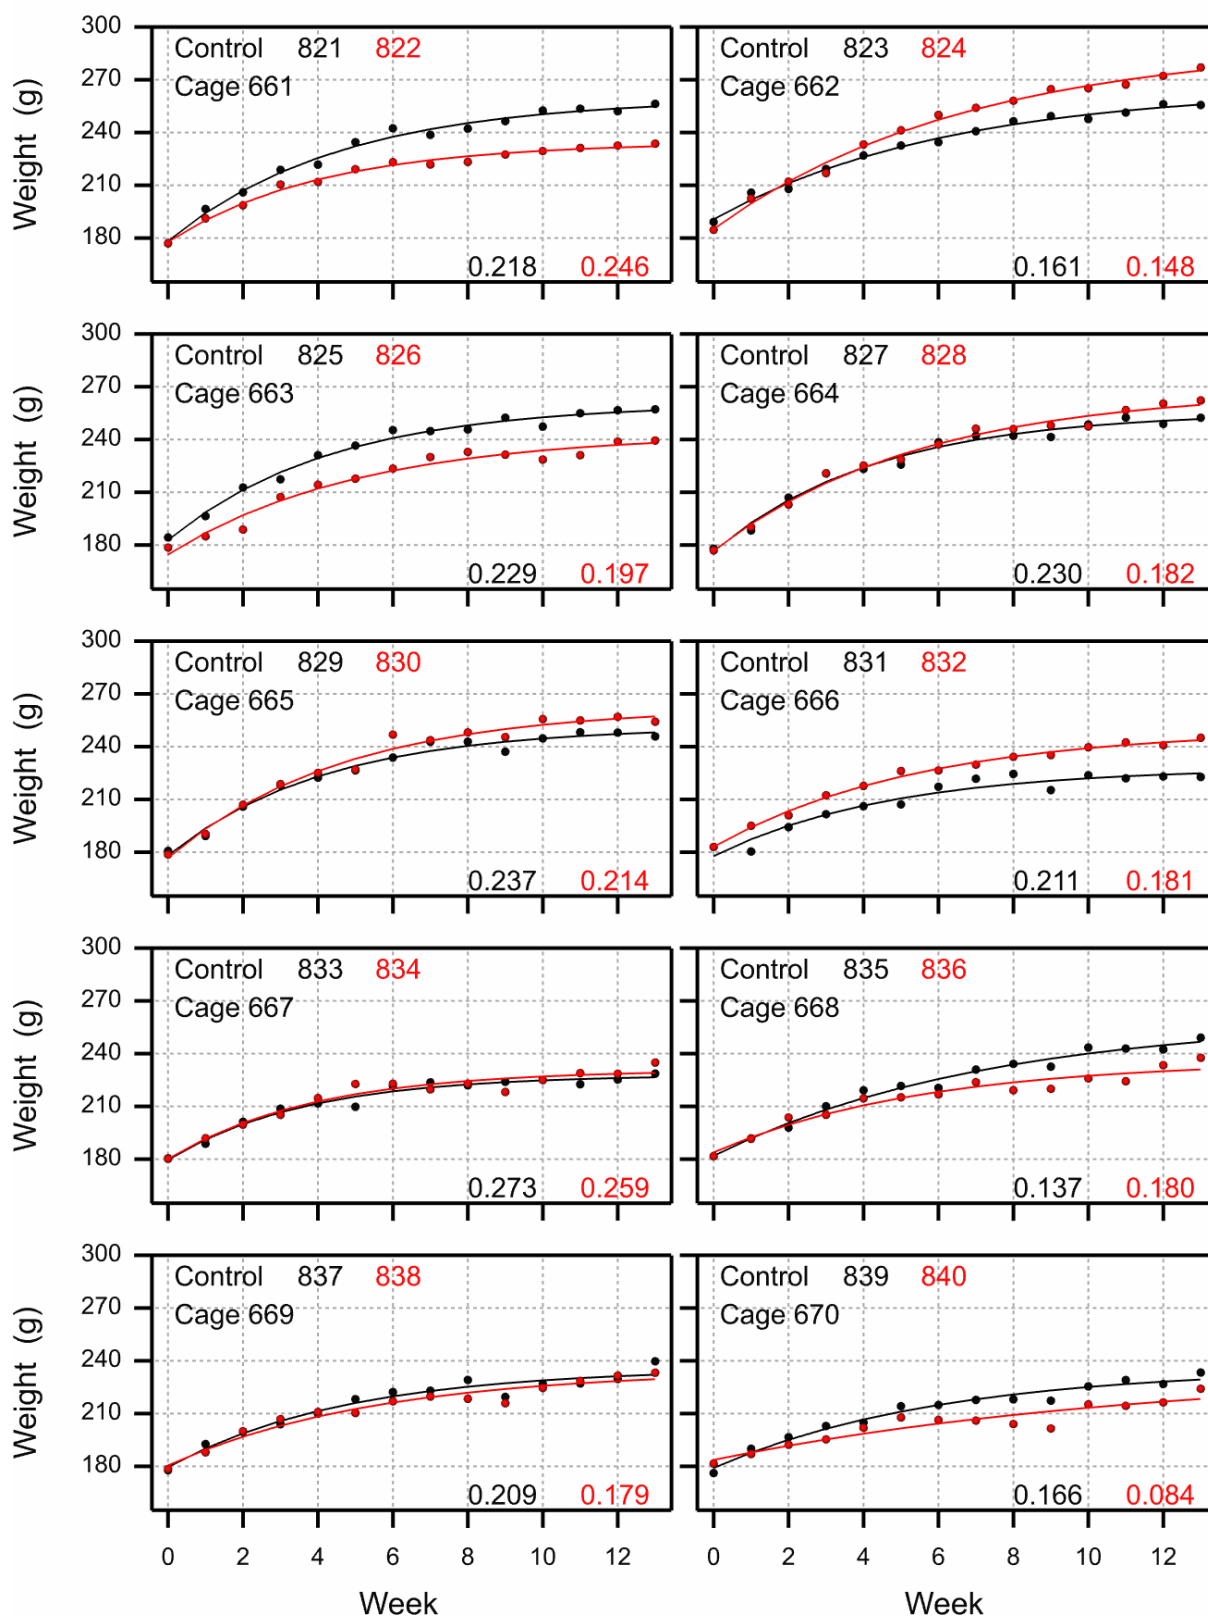 300
Control 821 822
Control 823 824
270
Cage 661
Cage 662
240
210
180
Weight (g)
0.218 0.246
0.161 0.148
300
Control 825 826
Control 827 828
270
Cage 663
Cage 664
240
210
180
Weight (g)
0.229 0.197
0.230 0.182
300
Control 829 830
Control 831 832
270
Cage 665
Cage 666
240
210
180
Weight (g)
0.237 0.214
0.211 0.181
300
Control 833 834
Control 835 836
270
Cage 667
Cage 668
240
210
180
Weight (g)
0.273 0.259
0.137 0.180
300
Control 837 838
Control 839 840
270
Cage 669
Cage 670
240
210
180
Weight (g)
0.209 0.179
0.166 0.084
0 2 4 6 8 10 12
0 2 4 6 8 10 12
Week
Week